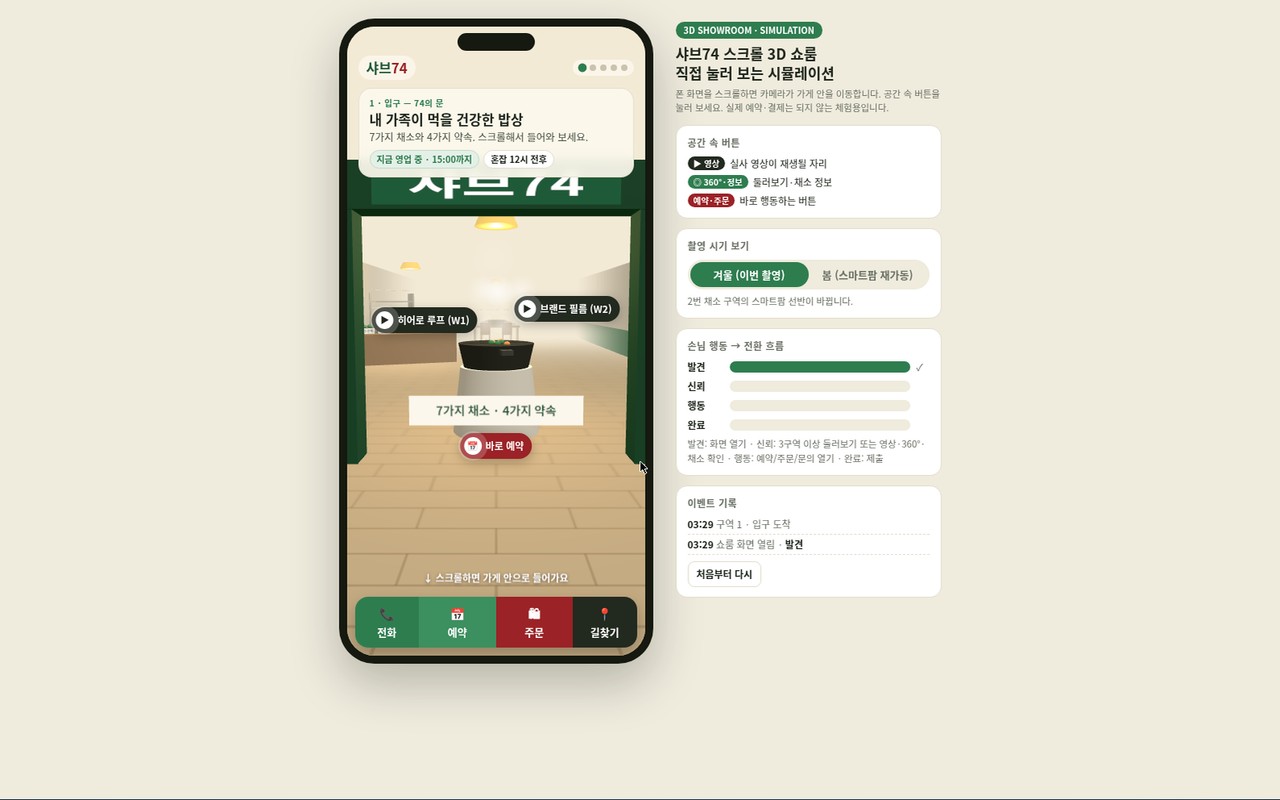 샤브74
1 · 입구 — 74의 문
내 가족이 먹을 건강한 밥상
7가지 채소와 4가지 약속. 스크롤해서 들어와 보세요.
지금 영업 중 · 15:00까지
혼잡 12시 전후
샤브74
히어로 루프 (W1)
브랜드 필름 (W2)
7가지 채소 · 4가지 약속
바로 예약
↓ 스크롤하면 가게 안으로 들어가요
전화
예약
주문
길찾기
3D SHOWROOM · SIMULATION
샤브74 스크롤 3D 쇼룸
직접 눌러 보는 시뮬레이션
폰 화면을 스크롤하면 카메라가 가게 안을 이동합니다. 공간 속 버튼을
눌러 보세요. 실제 예약·결제는 되지 않는 체험용입니다.
공간 속 버튼
▶ 영상 실사 영상이 재생될 자리
◎ 360°·정보 둘러보기·채소 정보
예약·주문 바로 행동하는 버튼
촬영 시기 보기
겨울 (이번 촬영)
봄 (스마트팜 재가동)
2번 채소 구역의 스마트팜 선반이 바뀝니다.
손님 행동 → 전환 흐름
발견 ✓
신뢰
행동
완료
발견: 화면 열기 · 신뢰: 3구역 이상 둘러보기 또는 영상·360°·
채소 확인 · 행동: 예약/주문/문의 열기 · 완료: 제출
이벤트 기록
03:29 구역 1 · 입구 도착
03:29 쇼룸 화면 열림 · 발견
처음부터 다시